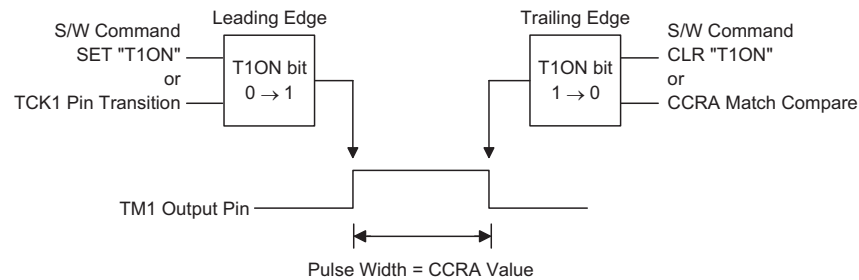 Leading Edge
S/W Command
SET "T1ON"
or
TCK1 Pin Transition
T1ON bit
0 → 1
Trailing Edge
T1ON bit
1 → 0
S/W Command
CLR "T1ON"
or
CCRA Match Compare
TM1 Output Pin
Pulse Width = CCRA Value